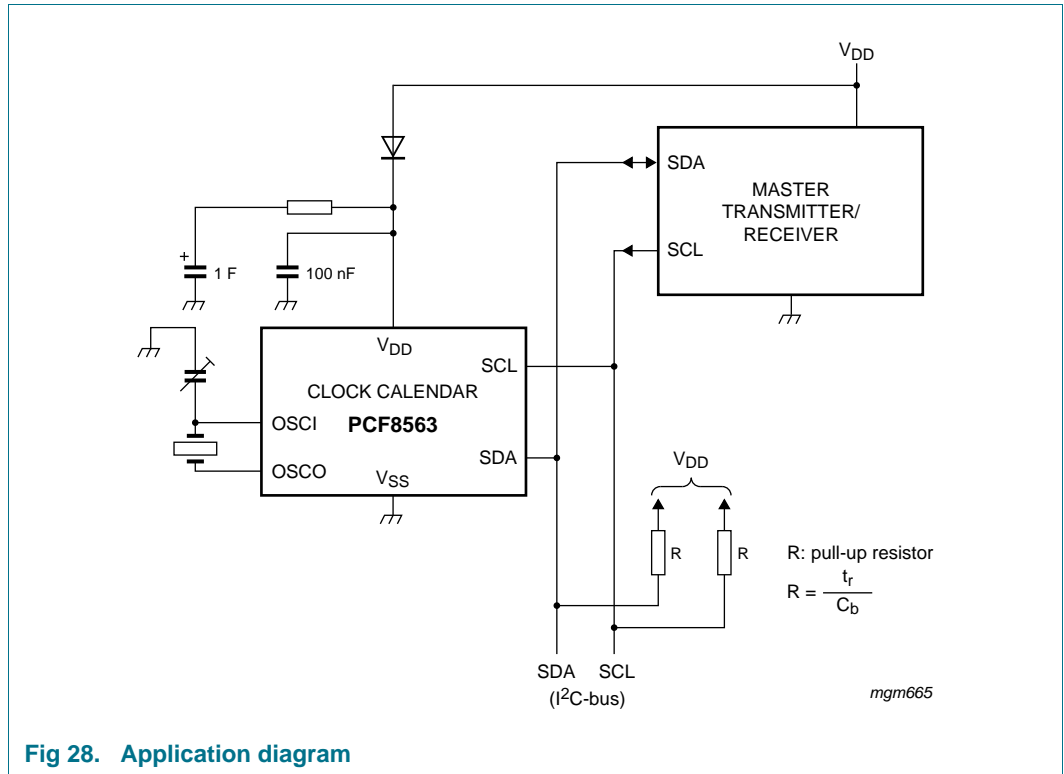 VDD
SDA
MASTER
TRANSMITTER/
RECEIVER
SCL
+
1 F
100 nF
VDD
SCL
CLOCK CALENDAR
PCF8563
OSCI
SDA
OSCO
VSS
VDD
R
R
R: pull-up resistor
R = tr
Cb
SDA SCL
(I2C-bus)
mgm665
Fig 28. Application diagram